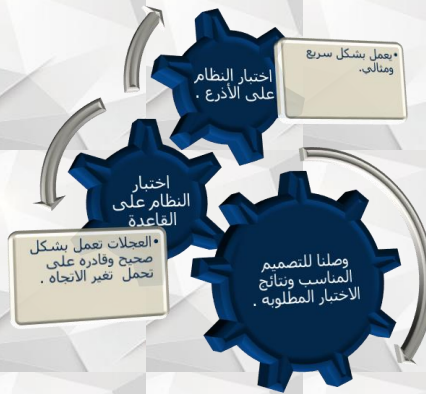 اختبار النظام
على الأذرع .
•يعمل بشكل سريع
ومثالي.
اختبار
النظام على
القاعدة
•العجلات تعمل بشكل
صحيح وقادره على
تحمل تغير الاتجاه .
وصلنا للتصميم
المناسب ونتائج
الاختبار المطلوبه .